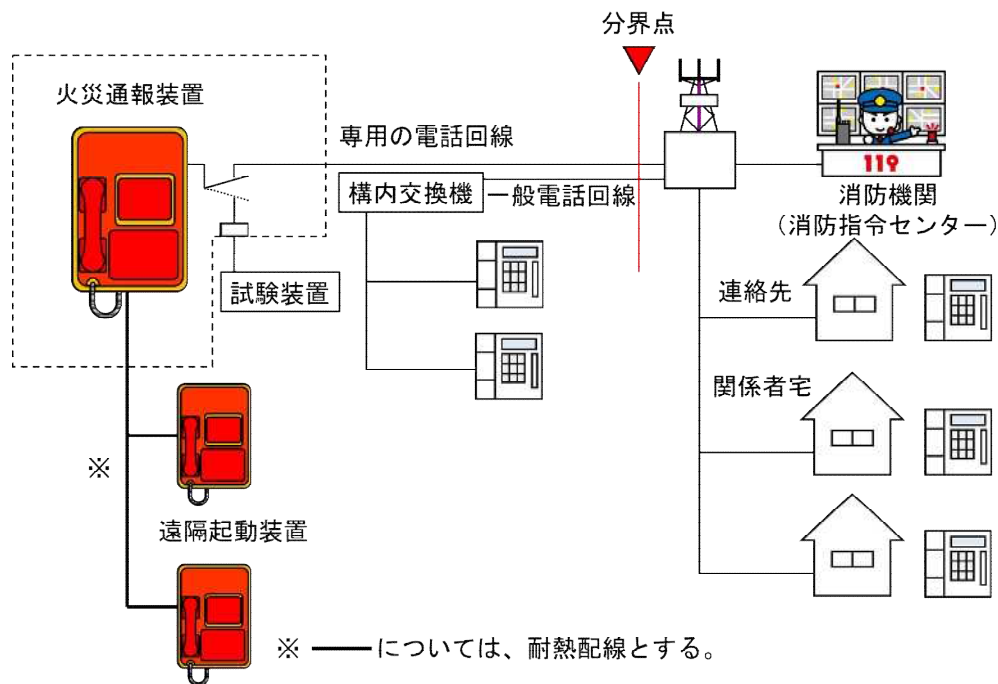 分界点
火災通報装置
専用の電話回線
構内交換機
一般電話回線
119
消防機関
(消防指令センター)
試験装置
連絡先
関係者宅
※
遠隔起動装置
※ ――については、耐熱配線とする。